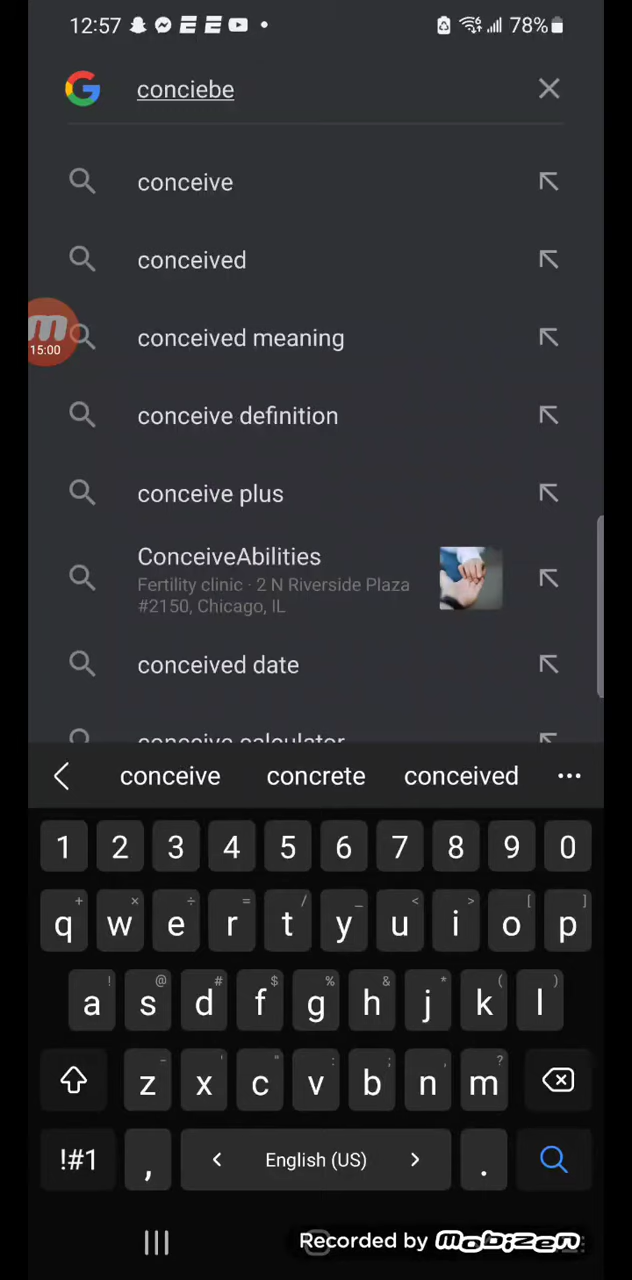 12:57 78%
conciebe
conceive
conceived
m
15:00
conceived meaning
conceive definition
conceive plus
ConceiveAbilities
Fertility clinic · 2 N Riverside Plaza
#2150, Chicago, IL
conceived date
conceive calculator
conceive concrete conceived ...
1 2 3 4 5 6 7 8 9 0
+ × ÷ = / _ < > [ ]
q w e r t y u i o p
! @ # $ % & * ( )
a s d f g h j k l
- ' " : ; , ?
z x c v b n m
!#1 , < English (US) > .
Recorded by mobizen